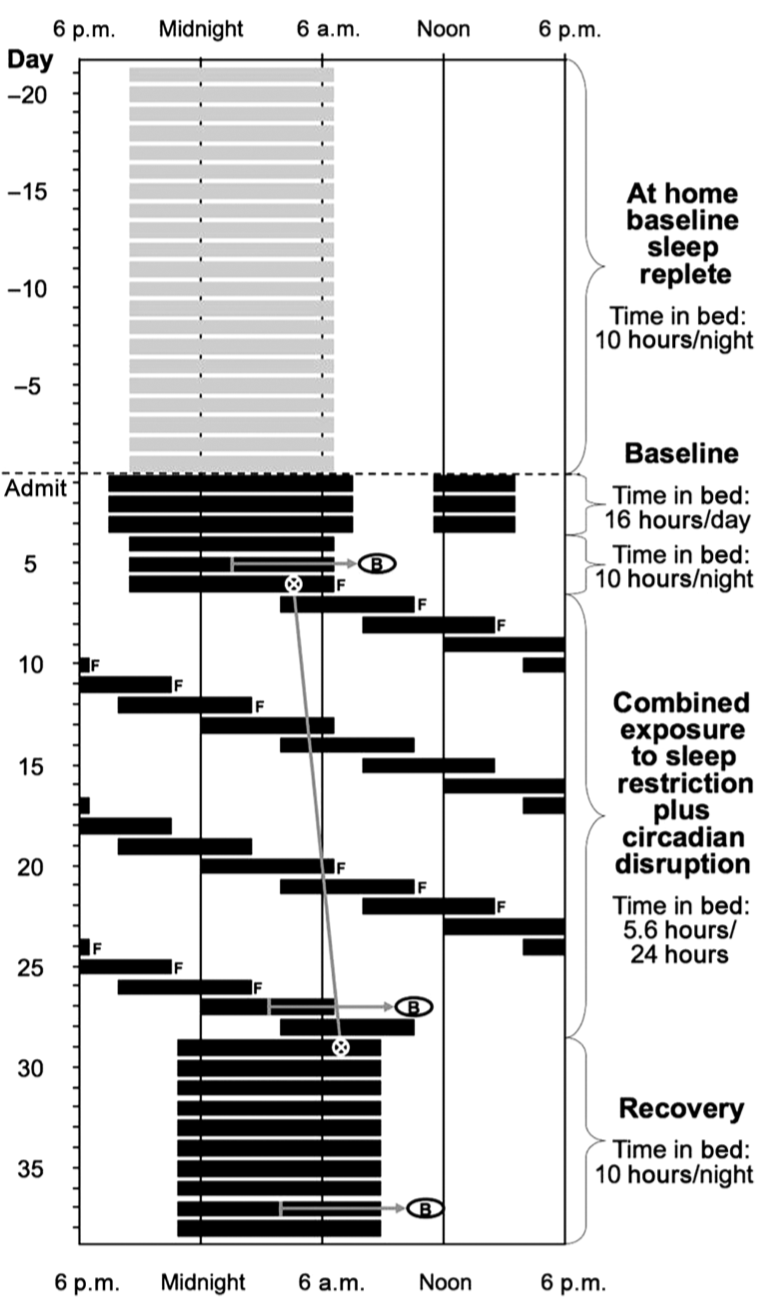 6 p.m. Midnight 6 a.m. Noon 6 p.m.
Day
–20
–15
–10
–5
At home
baseline
sleep
replete
Time in bed:
10 hours/night
Baseline
Admit
Time in bed:
16 hours/day
5
B
Time in bed:
10 hours/night
F
F
F
10
F
F
F
15
20
F
F
F
25
F
F
F
B
Combined
exposure
to sleep
restriction
plus
circadian
disruption
Time in bed:
5.6 hours/
24 hours
30
35
B
Recovery
Time in bed:
10 hours/night
6 p.m. Midnight 6 a.m. Noon 6 p.m.